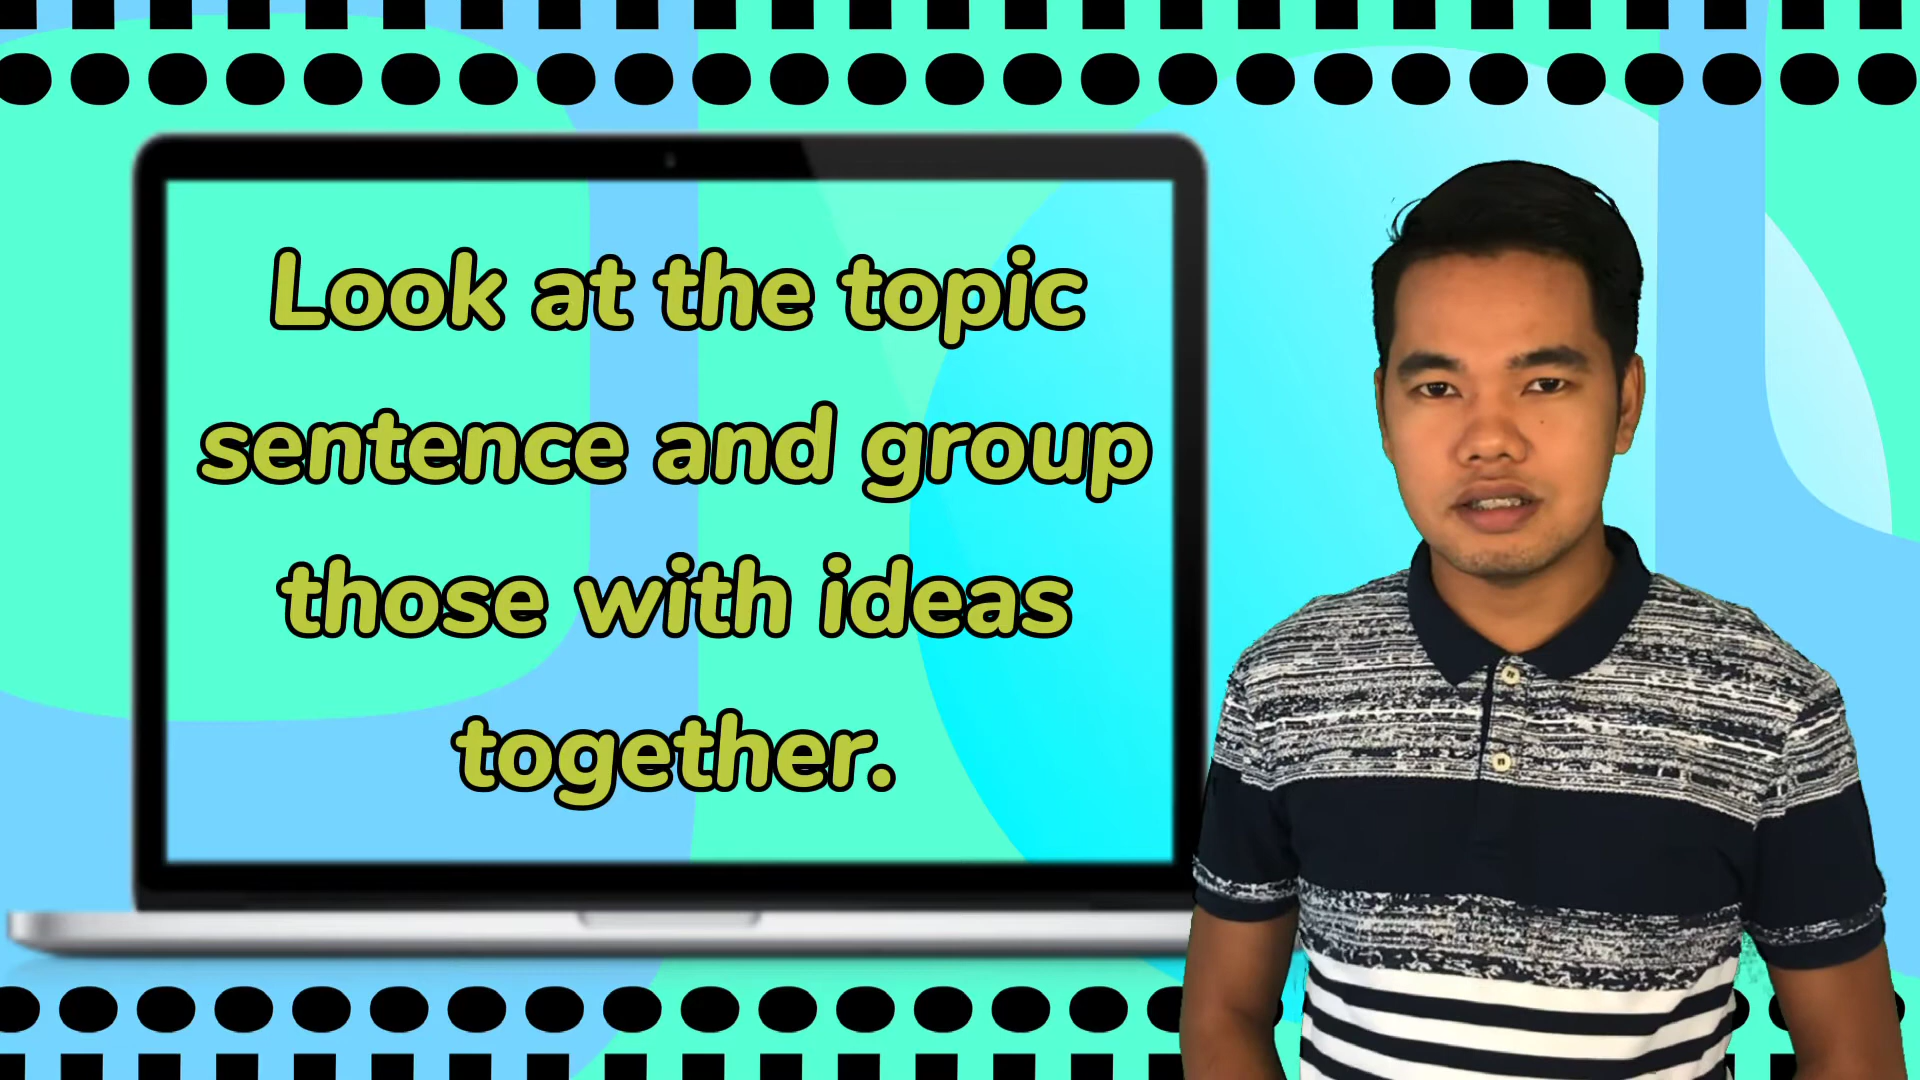 Look at the topic
sentence and group
those with ideas
together.